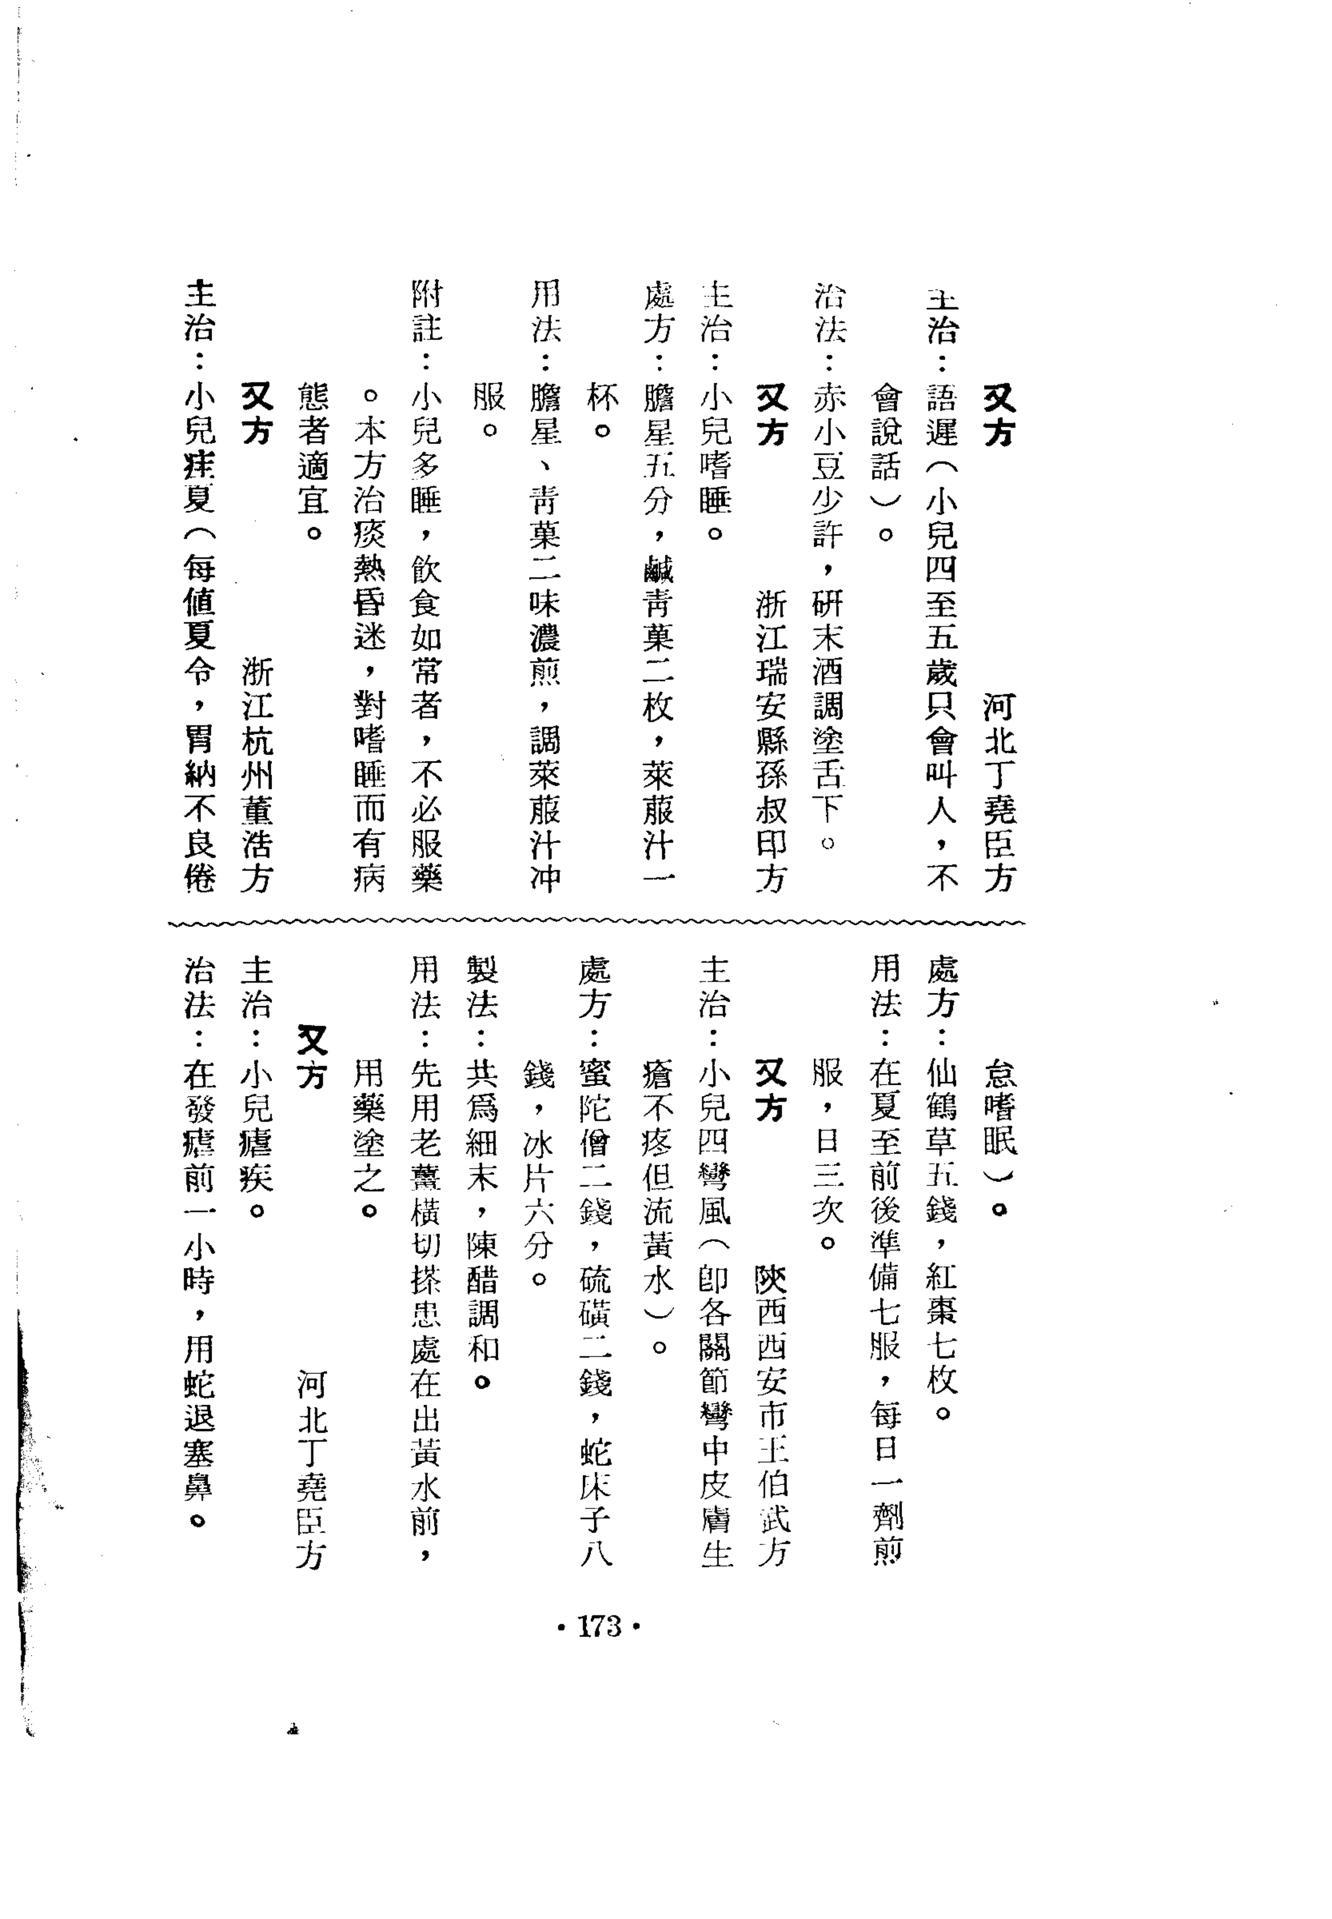 又方　河北丁堯臣方
主治：語遲（小兒四至五歲只會叫人，不
會說話）。
治法：赤小豆少許，研末酒調塗舌下。
又方　浙江瑞安縣孫叔印方
主治：小兒嗜睡。
處方：膽星五分，鹹靑菓二枚，萊菔汁一
杯。
用法：膽星、靑菓二味濃煎，調萊菔汁冲
服。
附註：小兒多睡，飲食如常者，不必服藥
。本方治痰熱昏迷，對嗜睡而有病
態者適宜。
又方　浙江杭州董浩方
主治：小兒疰夏（每値夏令，胃納不良倦
怠嗜眠）。
處方：仙鶴草五錢，紅棗七枚。
用法：在夏至前後準備七服，每日一劑煎
服，日三次。
又方　陝西西安市王伯武方
主治：小兒四彎風（卽各關節彎中皮膚生
瘡不疼但流黃水）。
處方：蜜陀僧二錢，硫磺二錢，蛇床子八
錢，冰片六分。
製法：共爲細末，陳醋調和。
用法：先用老薑橫切搽患處在出黃水前，
用藥塗之。
又方　河北丁堯臣方
主治：小兒瘧疾。
治法：在發瘧前一小時，用蛇退塞鼻。
·173·